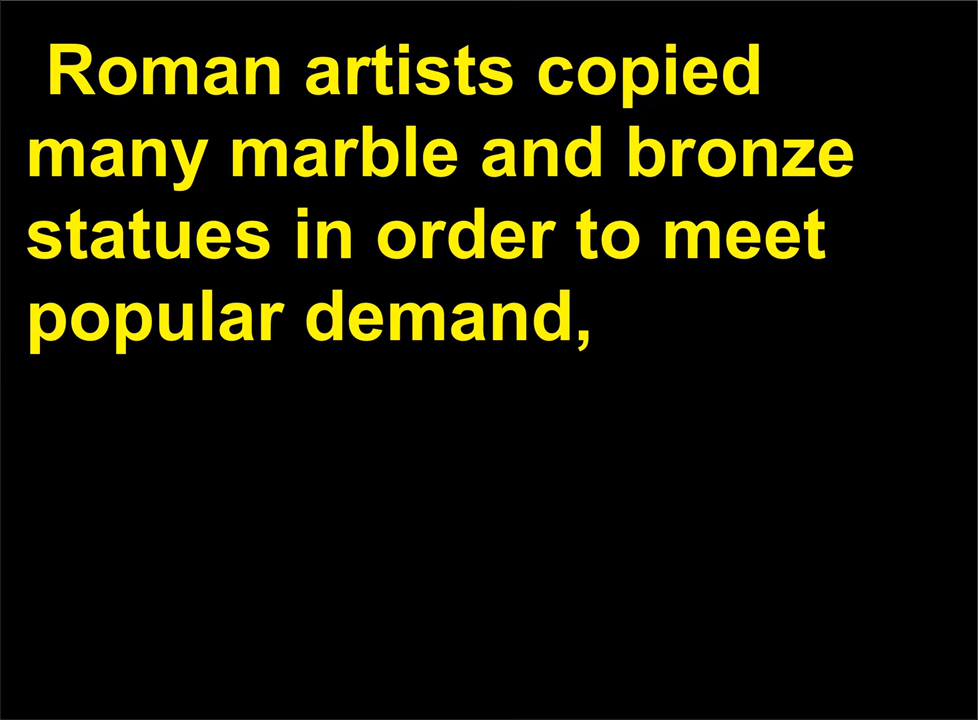 Roman artists copied
many marble and bronze
statues in order to meet
popular demand,